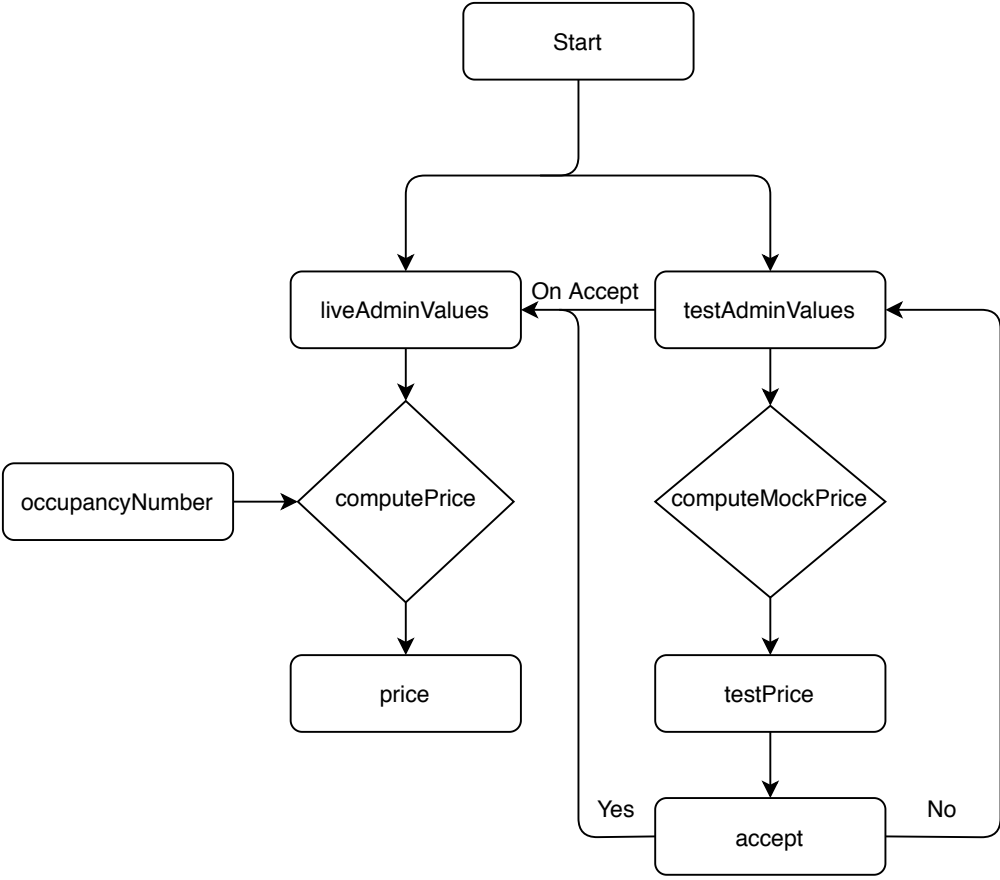 Start
liveAdminValues
On Accept
testAdminValues
occupancyNumber
computePrice
computeMockPrice
price
testPrice
Yes
accept
No